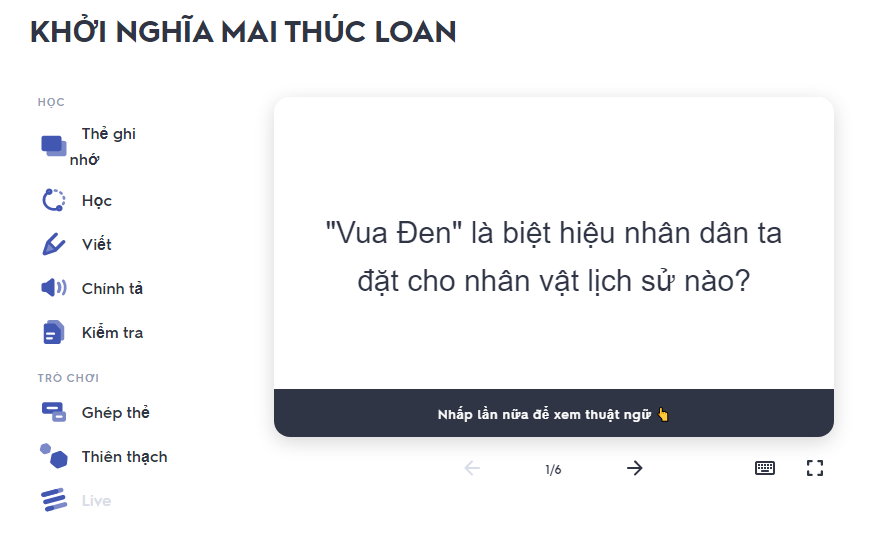 KHỞI NGHĨA MAI THÚC LOAN
HỌC
Thẻ ghi
nhớ
Học
Viết
Chính tả
Kiểm tra
TRÒ CHƠI
Ghép thẻ
Thiên thạch
Live
"Vua Đen" là biệt hiệu nhân dân ta
đặt cho nhân vật lịch sử nào?
Nhấp lần nữa để xem thuật ngữ 👆
1/6